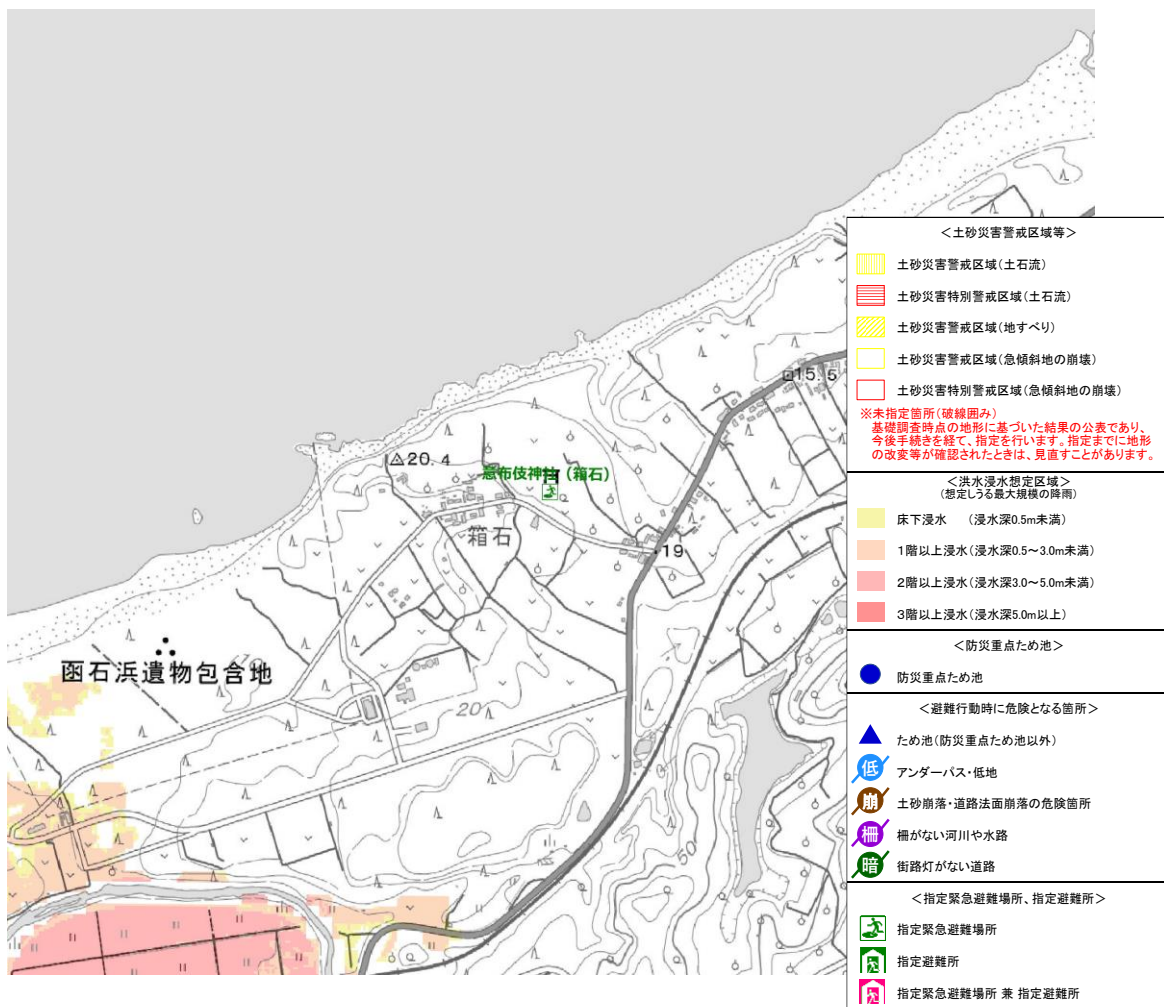 15.5
20.4
意布伎神社(箱石)
箱石
19
函石浜遺物包含地
20
50
<土砂災害警戒区域等>
土砂災害警戒区域(土石流)
土砂災害特別警戒区域(土石流)
土砂災害警戒区域(地すべり)
土砂災害警戒区域(急傾斜地の崩壊)
土砂災害特別警戒区域(急傾斜地の崩壊)
※未指定箇所(破線囲み)
基礎調査時点の地形に基づいた結果の公表であり、
今後手続きを経て、指定を行います。指定までに地形
の改変等が確認されたときは、見直すことがあります。
<洪水浸水想定区域>
(想定しうる最大規模の降雨)
床下浸水 (浸水深0.5m未満)
1階以上浸水(浸水深0.5~3.0m未満)
2階以上浸水(浸水深3.0~5.0m未満)
3階以上浸水(浸水深5.0m以上)
<防災重点ため池>
防災重点ため池
<避難行動時に危険となる箇所>
ため池(防災重点ため池以外)
低 アンダーパス・低地
崩 土砂崩落・道路法面崩落の危険箇所
柵 柵がない河川や水路
暗 街路灯がない道路
<指定緊急避難場所、指定避難所>
指定緊急避難場所
指定避難所
指定緊急避難場所 兼 指定避難所